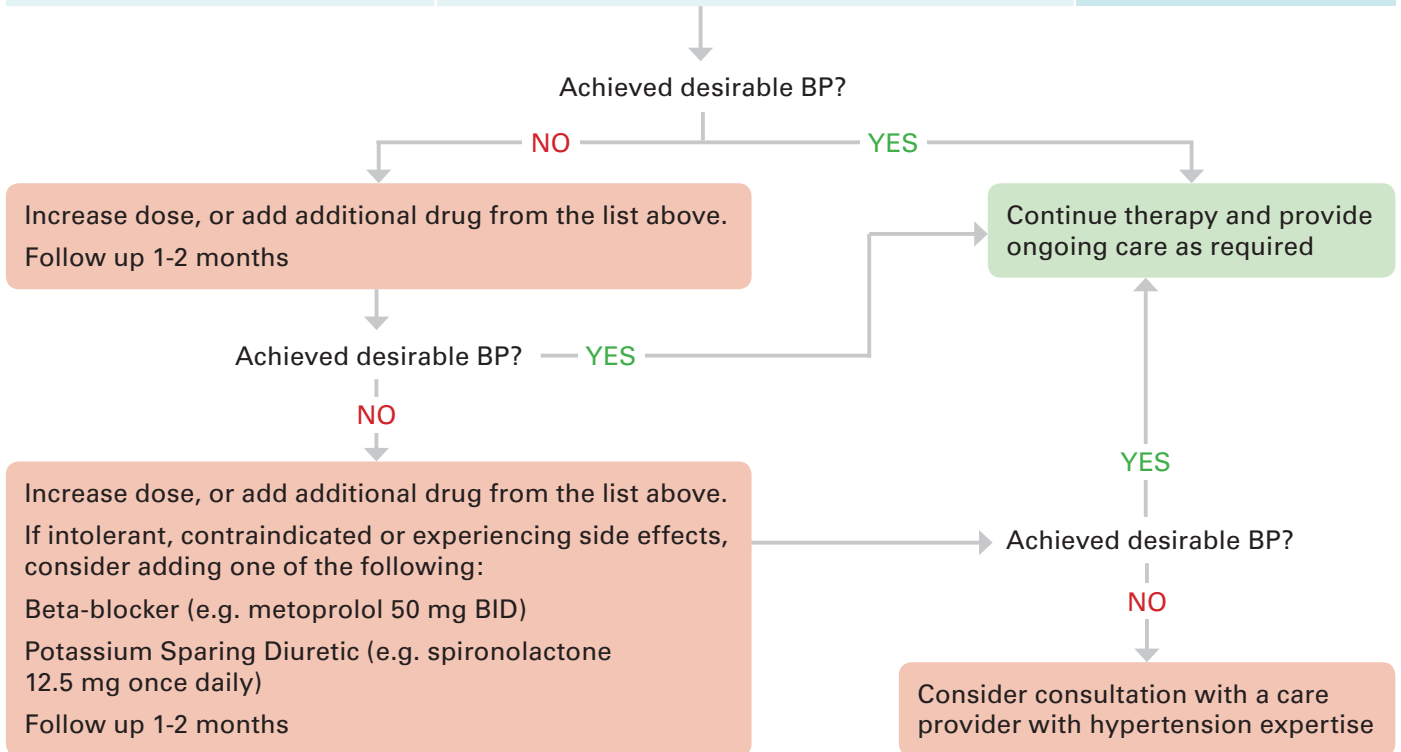 Achieved desirable BP?
NO
YES
Increase dose, or add additional drug from the list above.
Follow up 1-2 months
Continue therapy and provide
ongoing care as required
Achieved desirable BP?
YES
NO
Increase dose, or add additional drug from the list above.
If intolerant, contraindicated or experiencing side effects,
consider adding one of the following:
Beta-blocker (e.g. metoprolol 50 mg BID)
Potassium Sparing Diuretic (e.g. spironolactone
12.5 mg once daily)
Follow up 1-2 months
YES
Achieved desirable BP?
NO
Consider consultation with a care
provider with hypertension expertise